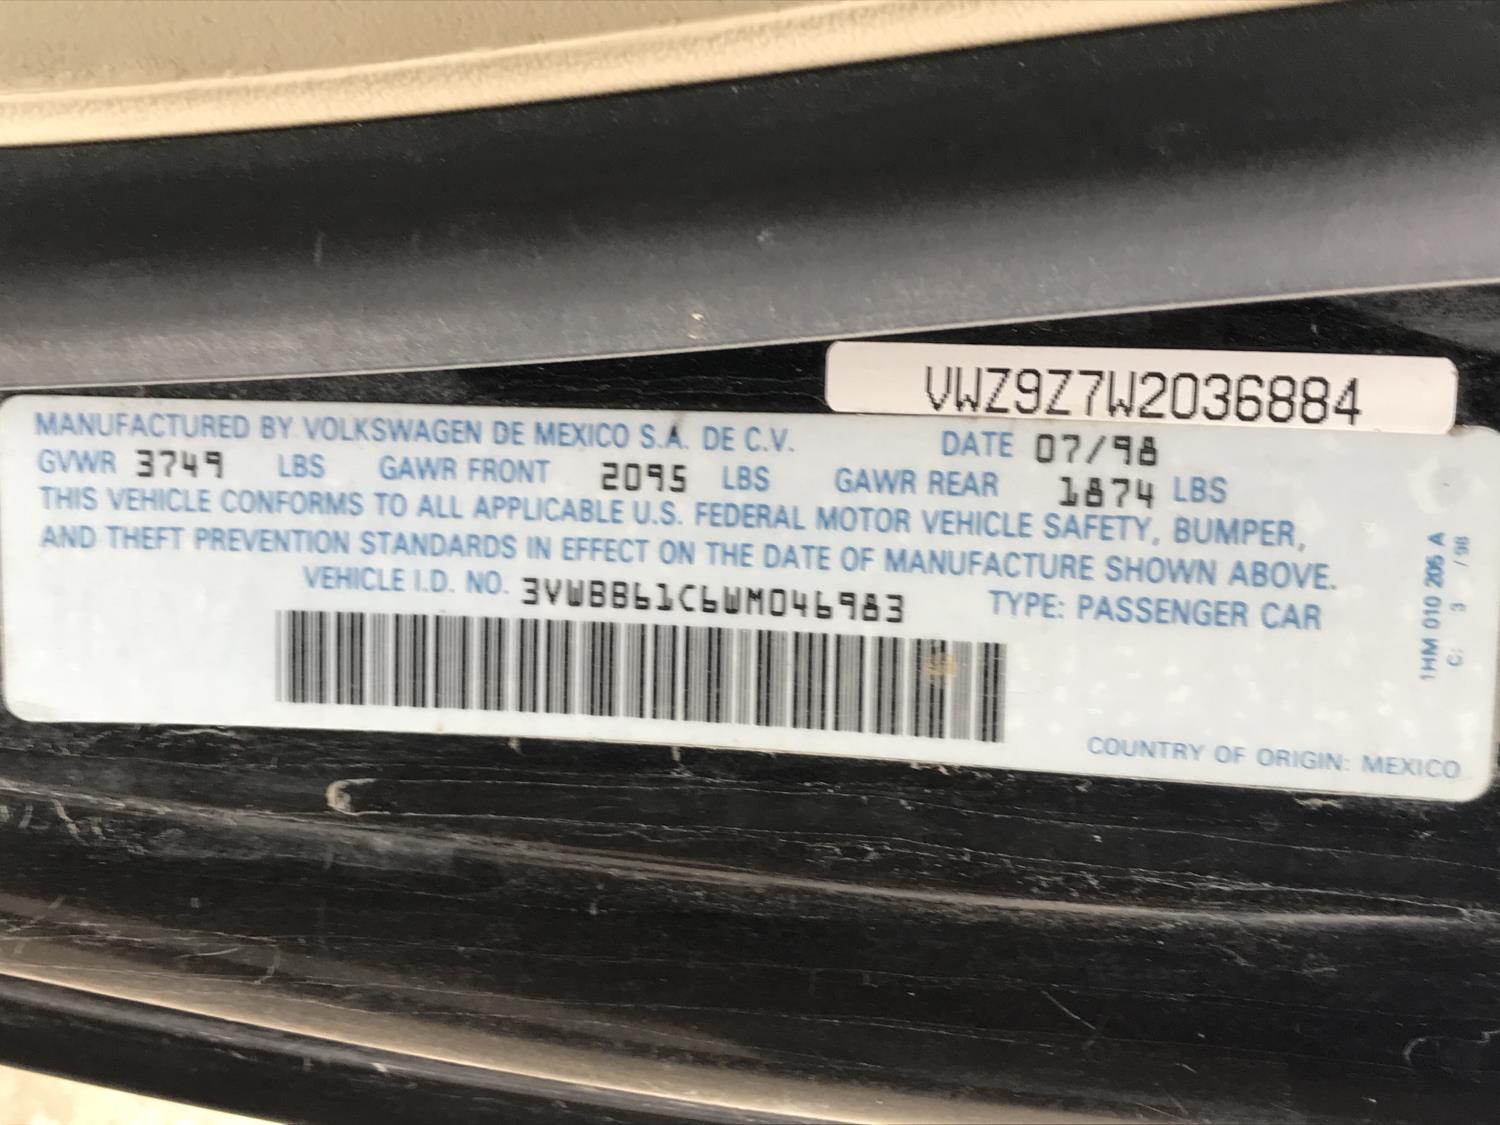 VWZ9Z7W2036884
MANUFACTURED BY VOLKSWAGEN DE MEXICO S.A. DE C.V. DATE 07/98
GVWR 3749 LBS GAWR FRONT 2095 LBS GAWR REAR 1874 LBS
THIS VEHICLE CONFORMS TO ALL APPLICABLE U.S. FEDERAL MOTOR VEHICLE SAFETY, BUMPER,
AND THEFT PREVENTION STANDARDS IN EFFECT ON THE DATE OF MANUFACTURE SHOWN ABOVE.
VEHICLE I.D. NO. 3VWBB61C6WM046983 TYPE: PASSENGER CAR
COUNTRY OF ORIGIN: MEXICO
1HM 010 205 A
C: 3 / 98